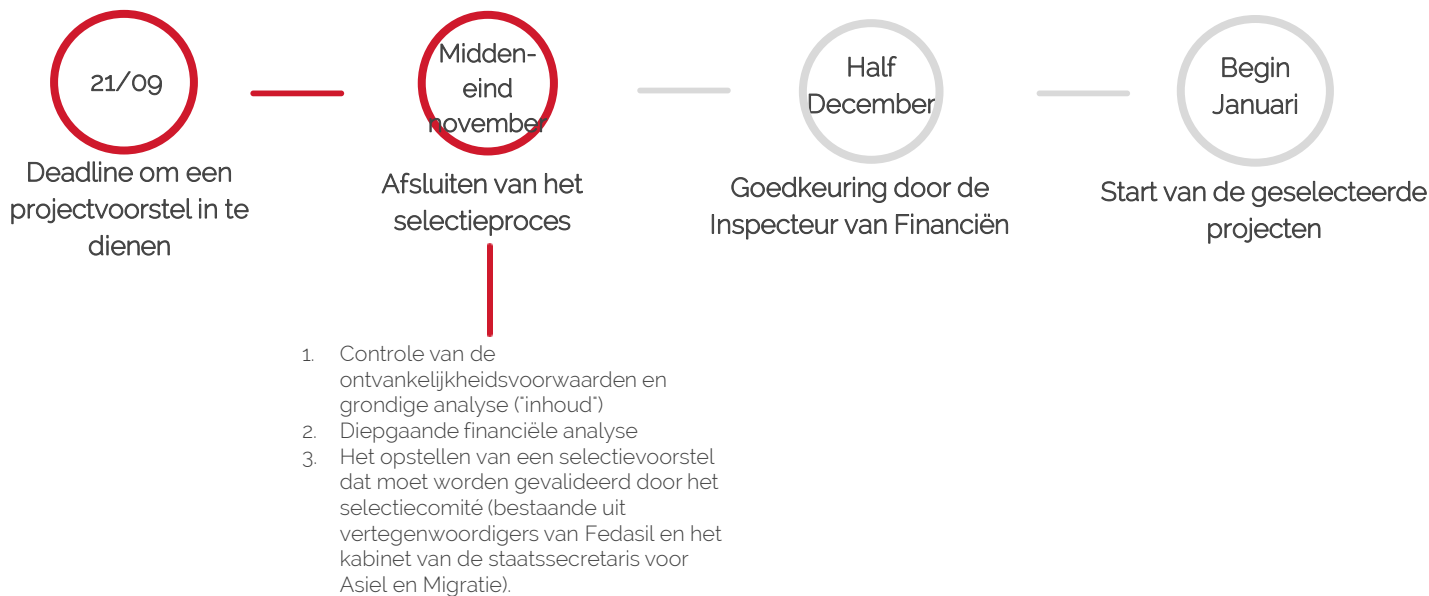 21/09
Deadline om een
projectvoorstel in te
dienen
Midden-
eind
november
Afsluiten van het
selectieproces
Half
December
Goedkeuring door de
Inspecteur van Financiën
Begin
Januari
Start van de geselecteerde
projecten
1. Controle van de
ontvankelijkheidsvoorwaarden en
grondige analyse ("inhoud")
2. Diepgaande financiële analyse
3. Het opstellen van een selectievoorstel
dat moet worden gevalideerd door het
selectiecomité (bestaande uit
vertegenwoordigers van Fedasil en het
kabinet van de staatssecretaris voor
Asiel en Migratie).